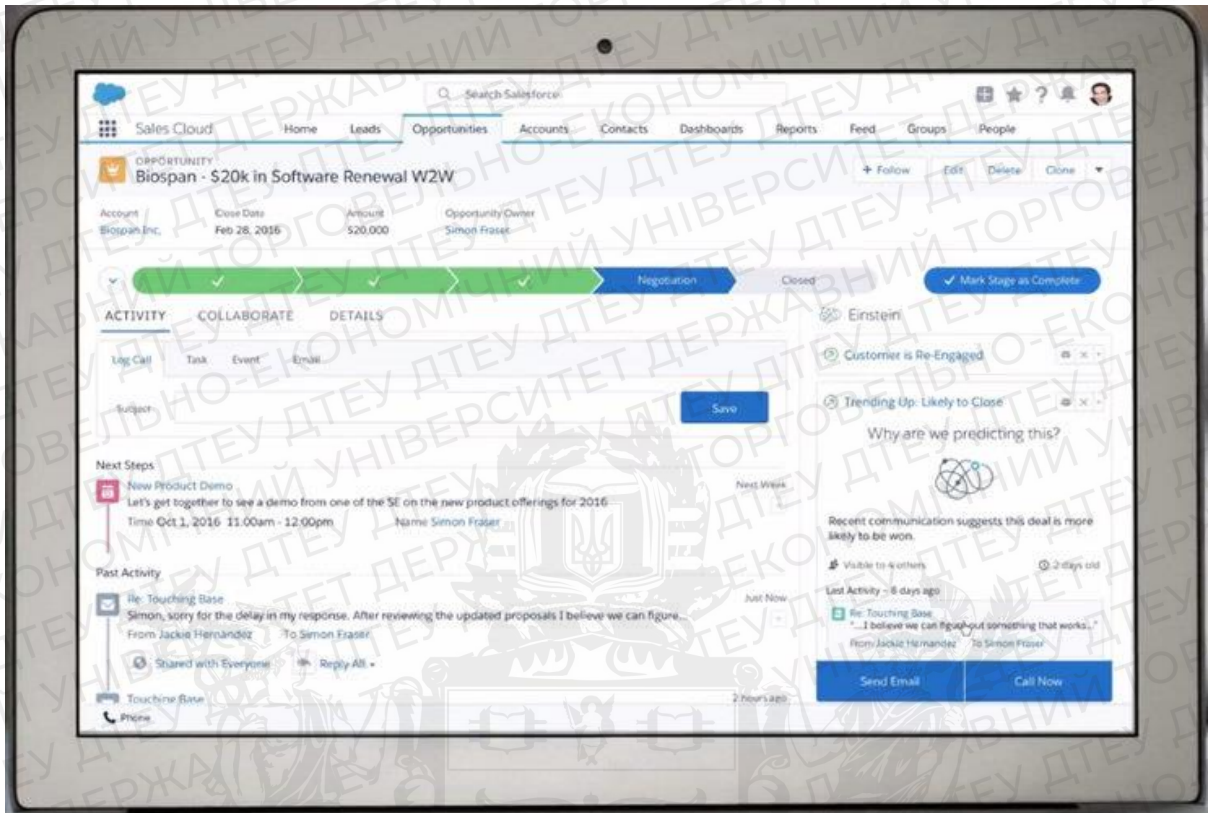 Search Salesforce
Sales Cloud Home Leads Opportunities Accounts Contacts Dashboards Reports Feed Groups People
OPPORTUNITY
Biospan - $20k in Software Renewal W2W
+ Follow Edit Delete Clone
Account Close Date Amount Opportunity Owner
Biospan Inc. Feb 28, 2016 $20,000 Simon Fraser
Negotiation Closed Mark Stage as Complete
ACTIVITY COLLABORATE DETAILS
Log Call Task Event Email
Subject Save
Next Steps
New Product Demo Next Week
Let's get together to see a demo from one of the SE on the new product offerings for 2016
Time Oct 1, 2016 11:00am - 12:00pm Name Simon Fraser
Past Activity
Re: Touching Base Just Now
Simon, sorry for the delay in my response. After reviewing the updated proposals I believe we can figure...
From Jackie Hernandez To Simon Fraser
Shared with Everyone Reply All
Touching Base 2 hours ago
Phone
Einstein
Customer is Re-Engaged
Trending Up: Likely to Close
Why are we predicting this?
Recent communication suggests this deal is more
likely to be won.
Visible to 4 others 2 days old
Last Activity - 6 days ago
Re: Touching Base
"...I believe we can figure out something that works..."
From Jackie Hernandez To Simon Fraser
Send Email Call Now
ДЕРЖАВНИЙ ТОРГОВЕЛЬНО-ЕКОНОМІЧНИЙ УНІВЕРСИТЕТ ДТЕУ